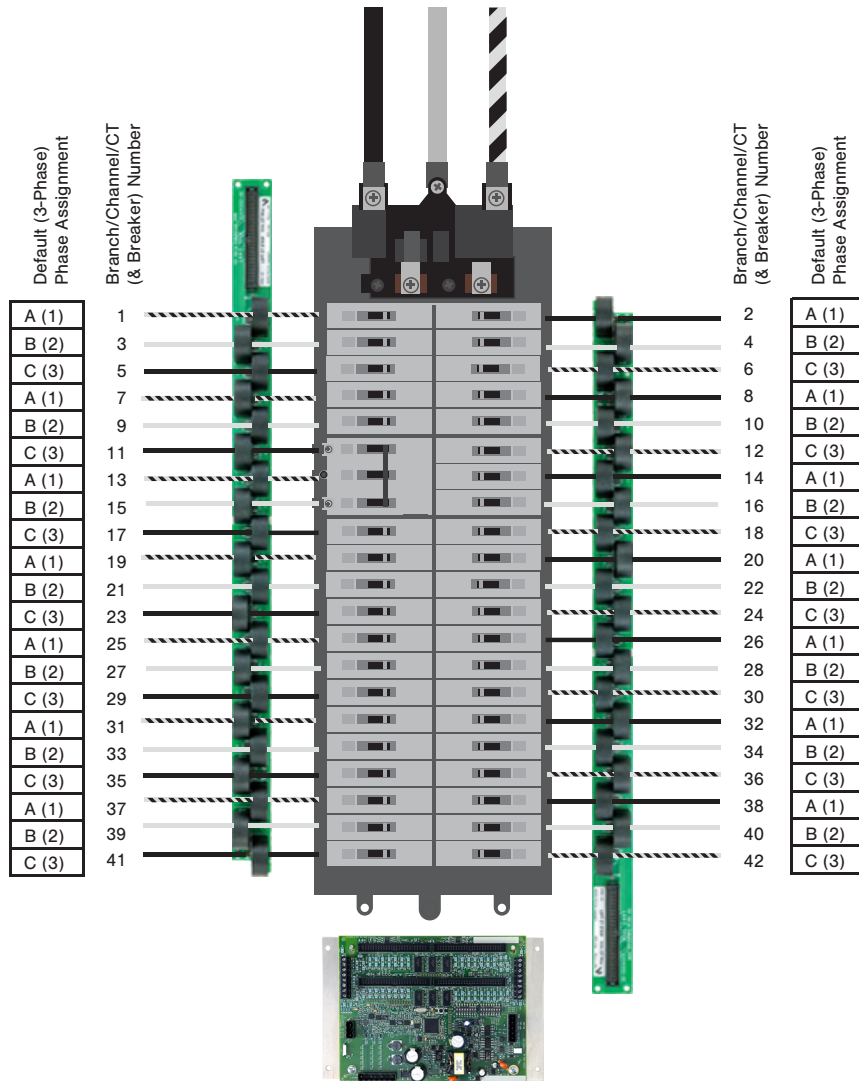 Default (3-Phase)
Phase Assignment
Branch/Channel/CT
(& Breaker) Number
Branch/Channel/CT
(& Breaker) Number
Default (3-Phase)
Phase Assignment
A (1) 1 2 A (1)
B (2) 3 4 B (2)
C (3) 5 6 C (3)
A (1) 7 8 A (1)
B (2) 9 10 B (2)
C (3) 11 12 C (3)
A (1) 13 14 A (1)
B (2) 15 16 B (2)
C (3) 17 18 C (3)
A (1) 19 20 A (1)
B (2) 21 22 B (2)
C (3) 23 24 C (3)
A (1) 25 26 A (1)
B (2) 27 28 B (2)
C (3) 29 30 C (3)
A (1) 31 32 A (1)
B (2) 33 34 B (2)
C (3) 35 36 C (3)
A (1) 37 38 A (1)
B (2) 39 40 B (2)
C (3) 41 42 C (3)